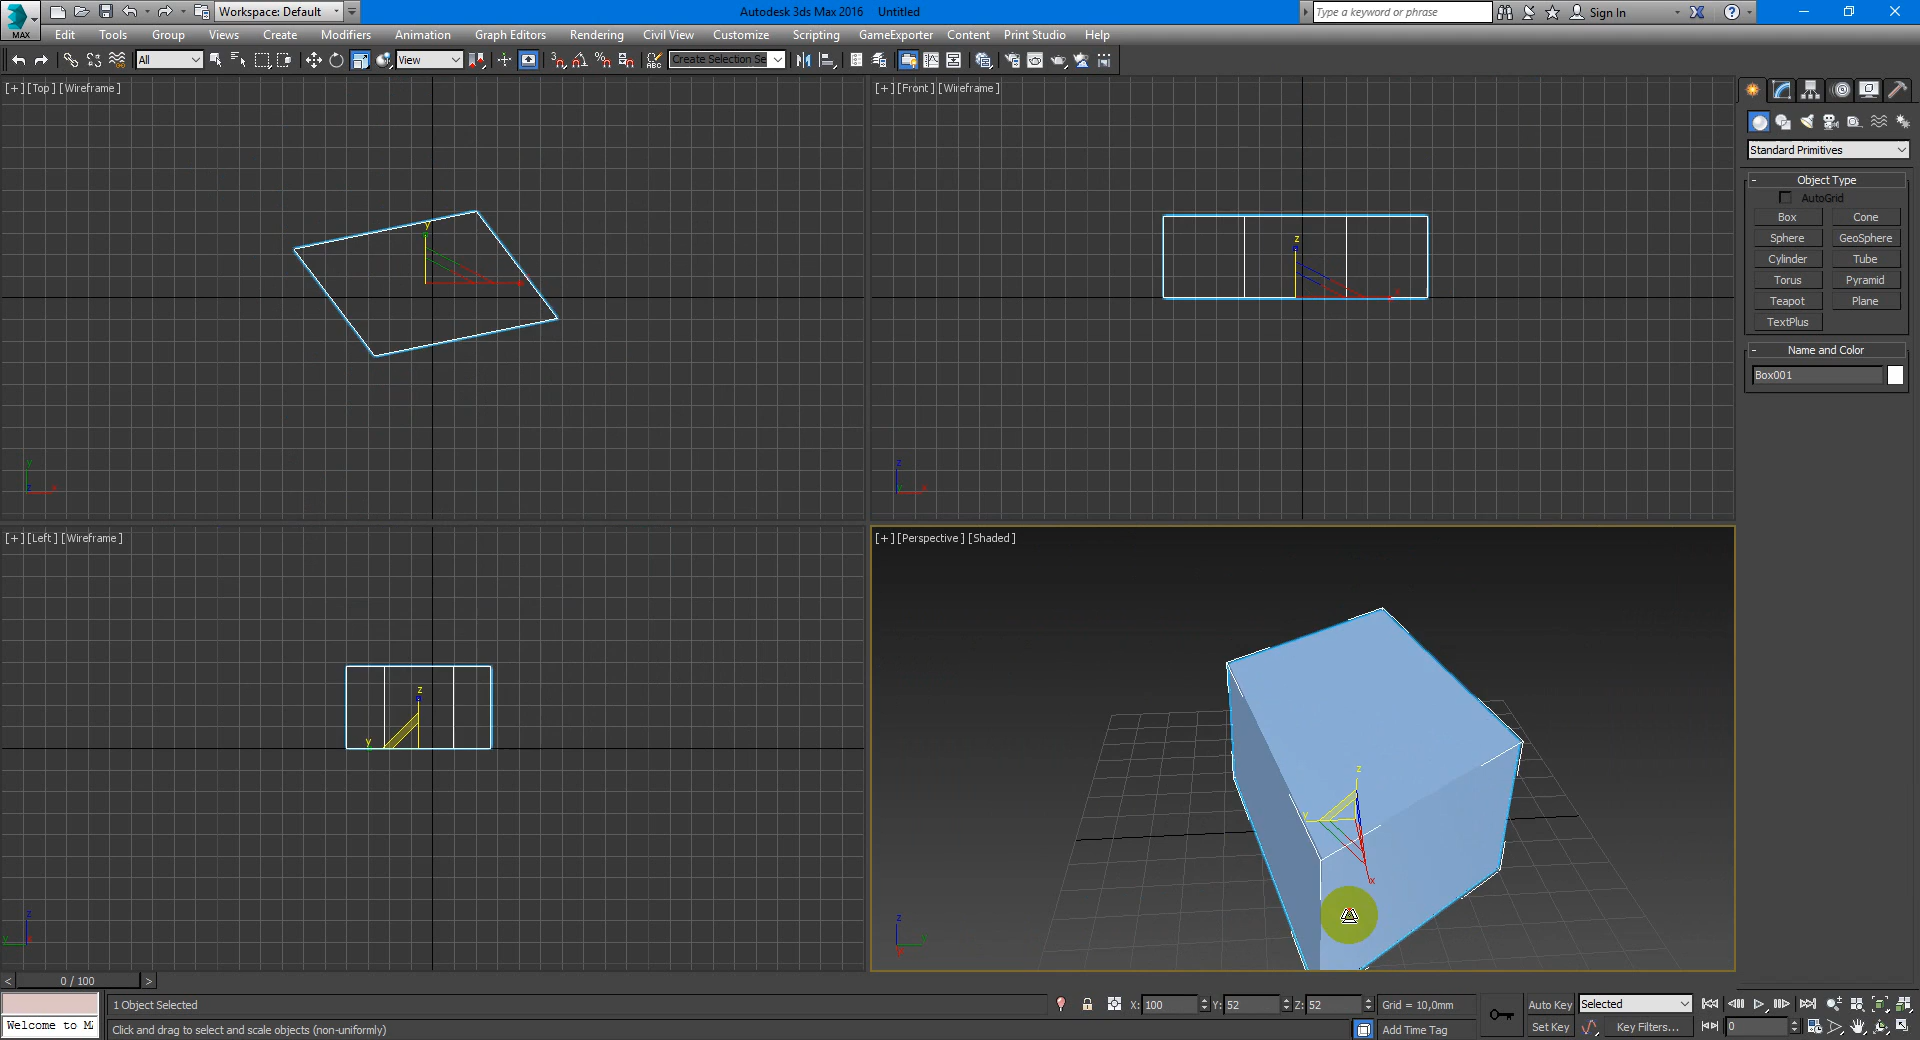 MAX
Workspace: Default
Autodesk 3ds Max 2016 Untitled
Type a keyword or phrase
Sign In
Edit Tools Group Views Create Modifiers Animation Graph Editors Rendering Civil View Customize Scripting GameExporter Content Print Studio Help
All
View
Create Selection Se
[+] [Top] [Wireframe]
[+] [Front] [Wireframe]
[+] [Left] [Wireframe]
[+] [Perspective] [Shaded]
Standard Primitives
- Object Type
AutoGrid
Box Cone
Sphere GeoSphere
Cylinder Tube
Torus Pyramid
Teapot Plane
TextPlus
- Name and Color
Box001
< 0 / 100 >
1 Object Selected
X: 100 Y: 52 Z: 52
Grid = 10,0mm
Auto Key
Selected
Welcome to M
Click and drag to select and scale objects (non-uniformly)
Add Time Tag
Set Key
Key Filters...
0